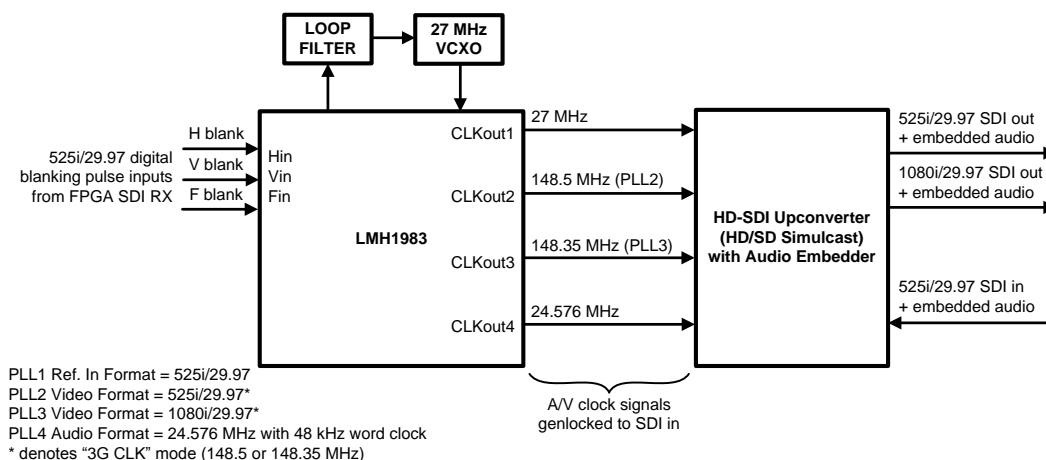 LOOP
FILTER
27 MHz
VCXO
H blank
V blank
F blank
525i/29.97 digital
blanking pulse inputs
from FPGA SDI RX
Hin
Vin
Fin
LMH1983
CLKout1
CLKout2
CLKout3
CLKout4
27 MHz
148.5 MHz (PLL2)
148.35 MHz (PLL3)
24.576 MHz
HD-SDI Upconverter
(HD/SD Simulcast)
with Audio Embedder
525i/29.97 SDI out
+ embedded audio
1080i/29.97 SDI out
+ embedded audio
525i/29.97 SDI in
+ embedded audio
A/V clock signals
genlocked to SDI in
PLL1 Ref. In Format = 525i/29.97
PLL2 Video Format = 525i/29.97*
PLL3 Video Format = 1080i/29.97*
PLL4 Audio Format = 24.576 MHz with 48 kHz word clock
* denotes “3G CLK” mode (148.5 or 148.35 MHz)